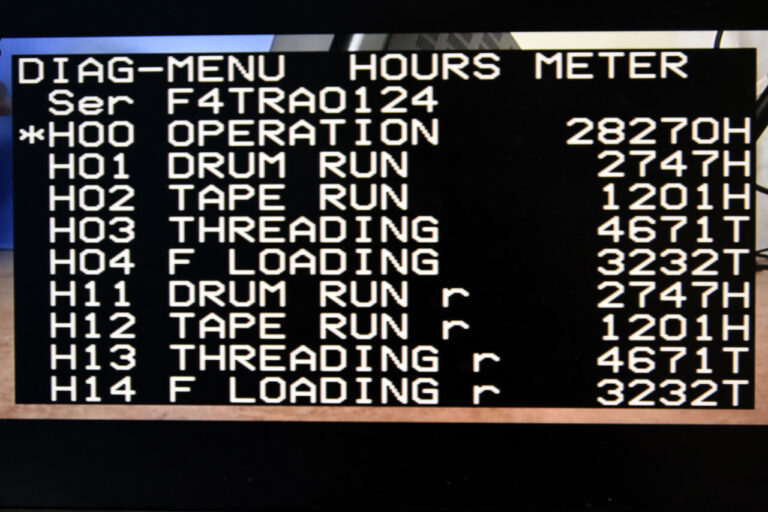 DIAG-MENU HOURS METER
Ser F4TRA0124
*H00 OPERATION 28270H
H01 DRUM RUN 2747H
H02 TAPE RUN 1201H
H03 THREADING 4671T
H04 F LOADING 3232T
H11 DRUM RUN r 2747H
H12 TAPE RUN r 1201H
H13 THREADING r 4671T
H14 F LOADING r 3232T